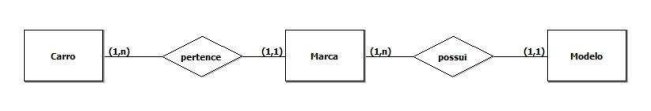 Carro (1,n) pertence (1,1) Marca (1,n) possui (1,1) Modelo